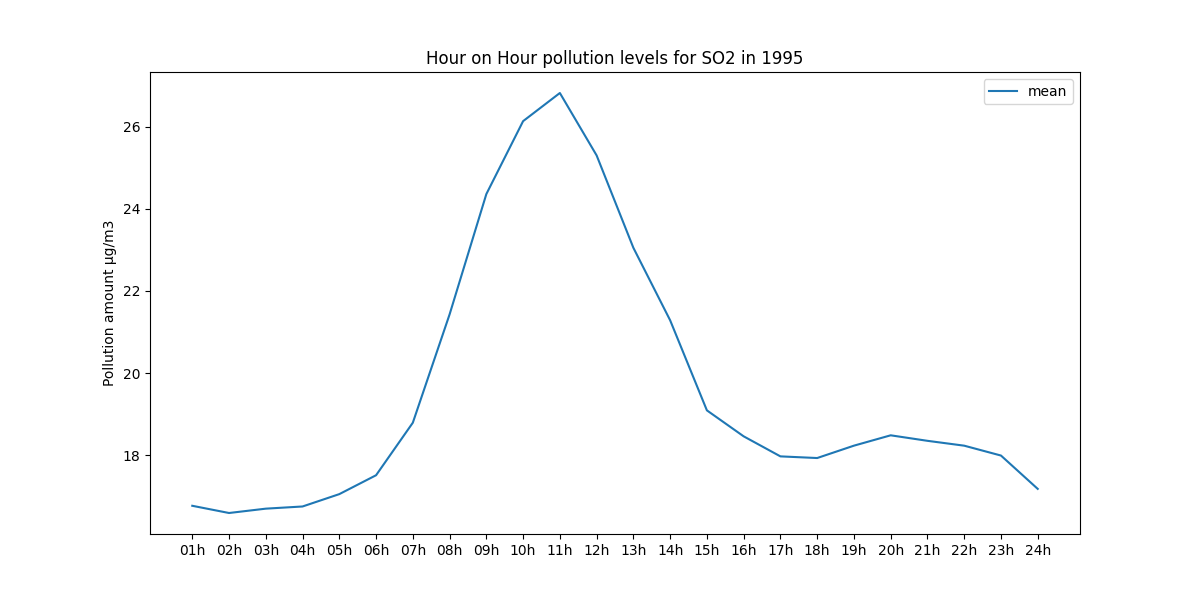 Hour on Hour pollution levels for SO2 in 1995
mean
Pollution amount µg/m3
26
24
22
20
18
01h 02h 03h 04h 05h 06h 07h 08h 09h 10h 11h 12h 13h 14h 15h 16h 17h 18h 19h 20h 21h 22h 23h 24h